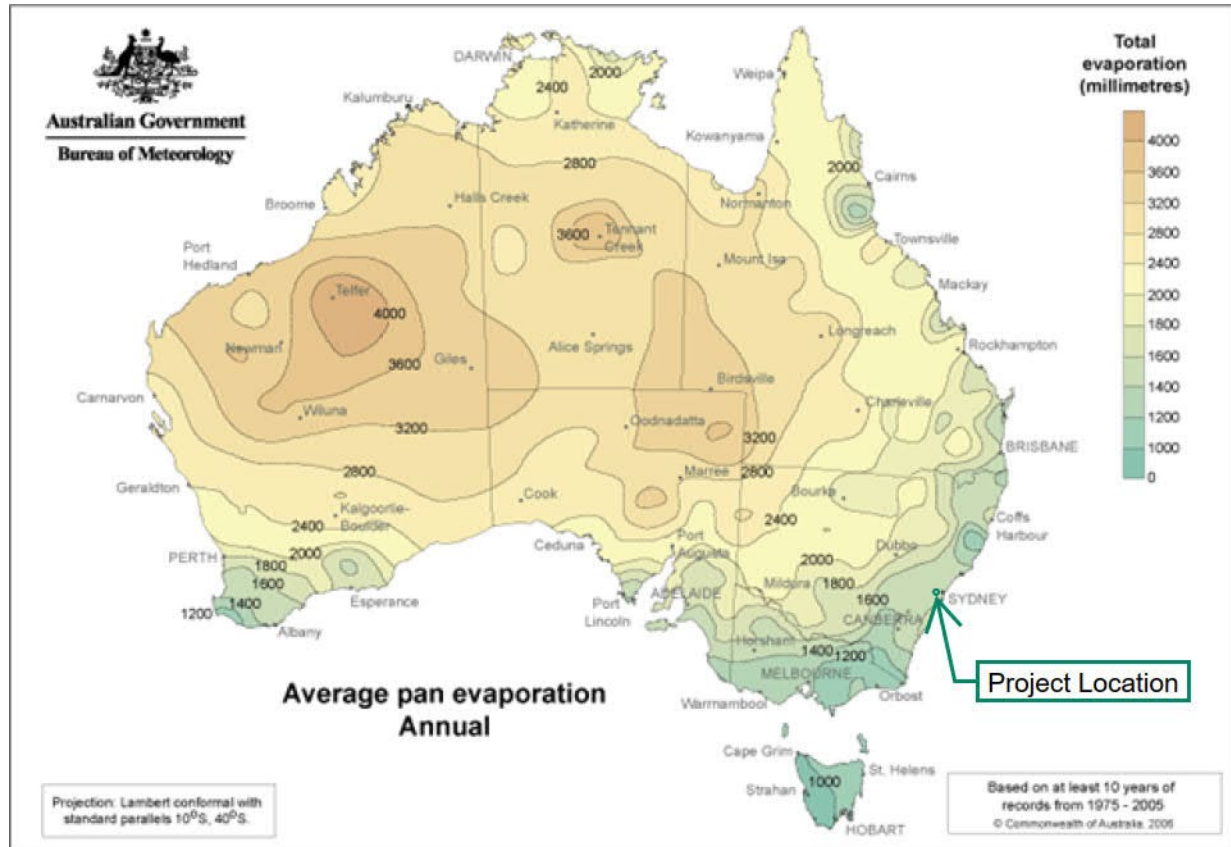 Australian Government
Bureau of Meteorology
Total
evaporation
(millimetres)
4000
3600
3200
2800
2400
2000
1800
1600
1400
1200
1000
0
DARWIN
2000
2400
Weipa
Kalumburu
Katherine
Kowanyama
2800
2000
Cairns
Halls Creek
Normanton
Broome
3600
Tennant
Creek
Townsville
Port
Hedland
Mount Isa
Mackay
Telfer
4000
Longreach
Newman
Alice Springs
Rockhampton
3600
Giles
Birdsville
Carnarvon
Charleville
Wiluna
3200
Oodnadatta
3200
BRISBANE
2800
Marree
2800
Geraldton
Cook
Bourke
Kalgoorlie-
Boulder
2400
2400
Coffs
Harbour
Ceduna
Port
Augusta
PERTH
2000
2000
Dubbo
1800
Mildura
1800
1600
ADELAIDE
1600
SYDNEY
1200
1400
Esperance
Port
Lincoln
CANBERRA
Albany
Horsham
1400
1200
MELBOURNE
Project Location
Average pan evaporation
Annual
Warrnambool
Orbost
Cape Grim
St. Helens
1000
Strahan
HOBART
Projection: Lambert conformal with
standard parallels 10°S, 40°S.
Based on at least 10 years of
records from 1975 - 2005
© Commonwealth of Australia, 2006